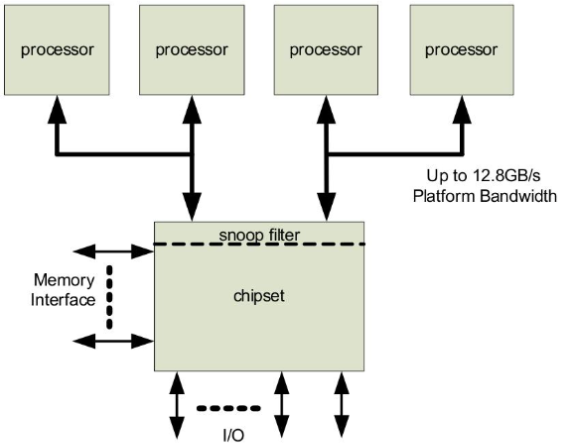 processor
processor
processor
processor
Up to 12.8GB/s
Platform Bandwidth
snoop filter
Memory
Interface
chipset
I/O